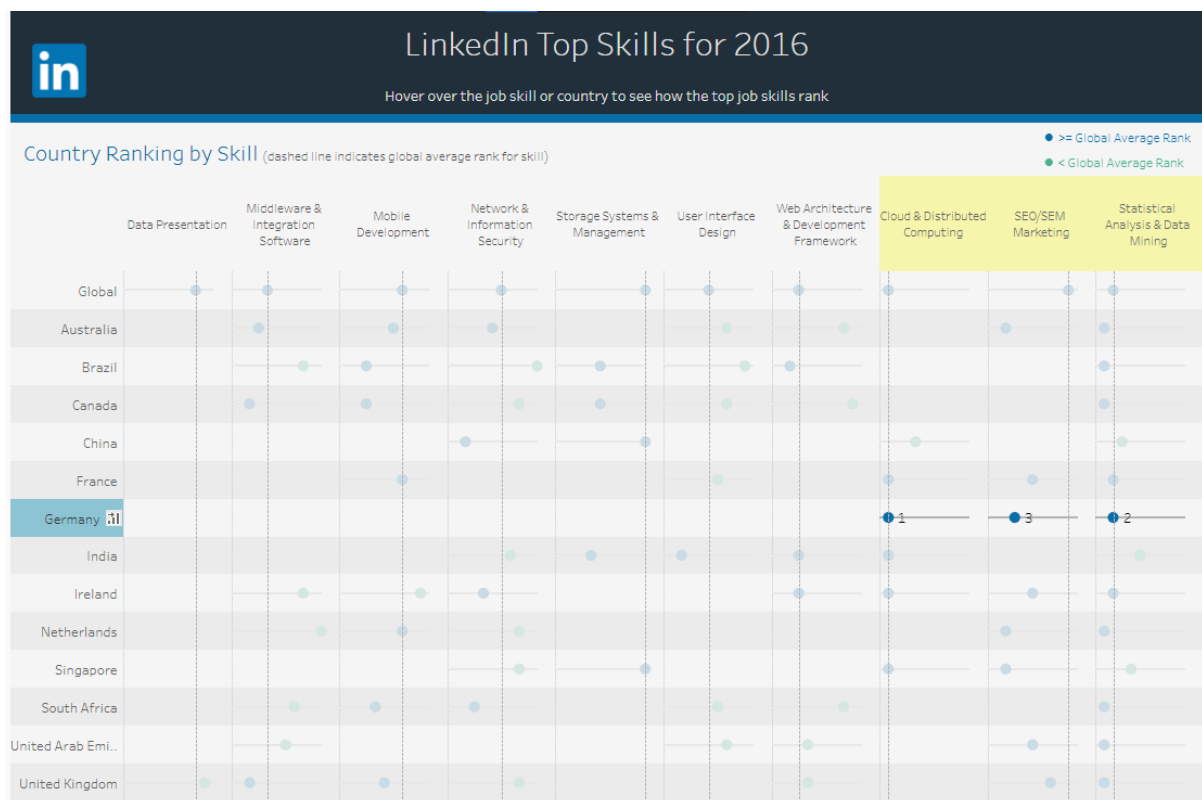 in
LinkedIn Top Skills for 2016
Hover over the job skill or country to see how the top job skills rank
Country Ranking by Skill (dashed line indicates global average rank for skill)
>= Global Average Rank
< Global Average Rank
Data Presentation
Middleware &
Integration
Software
Mobile
Development
Network &
Information
Security
Storage Systems &
Management
User Interface
Design
Web Architecture
& Development
Framework
Cloud & Distributed
Computing
SEO/SEM
Marketing
Statistical
Analysis & Data
Mining
Global
Australia
Brazil
Canada
China
France
Germany 1 3 2
India
Ireland
Netherlands
Singapore
South Africa
United Arab Emi..
United Kingdom